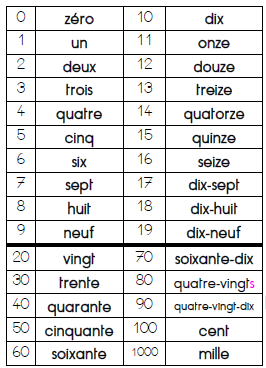 0 zéro 10 dix
1 un 11 onze
2 deux 12 douze
3 trois 13 treize
4 quatre 14 quatorze
5 cinq 15 quinze
6 six 16 seize
7 sept 17 dix-sept
8 huit 18 dix-huit
9 neuf 19 dix-neuf
20 vingt 70 soixante-dix
30 trente 80 quatre-vingts
40 quarante 90 quatre-vingt-dix
50 cinquante 100 cent
60 soixante 1000 mille